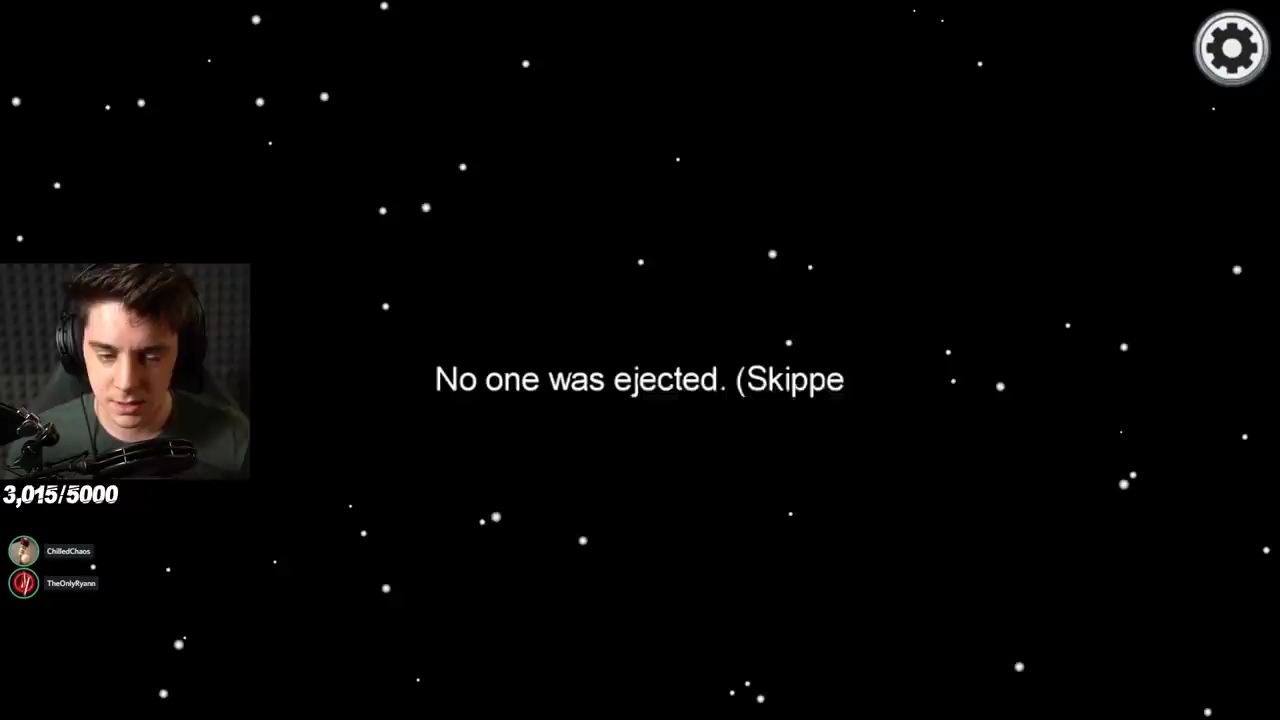 No one was ejected. (Skippe
3,015/5000
ChilledChaos
TheOnlyRyann